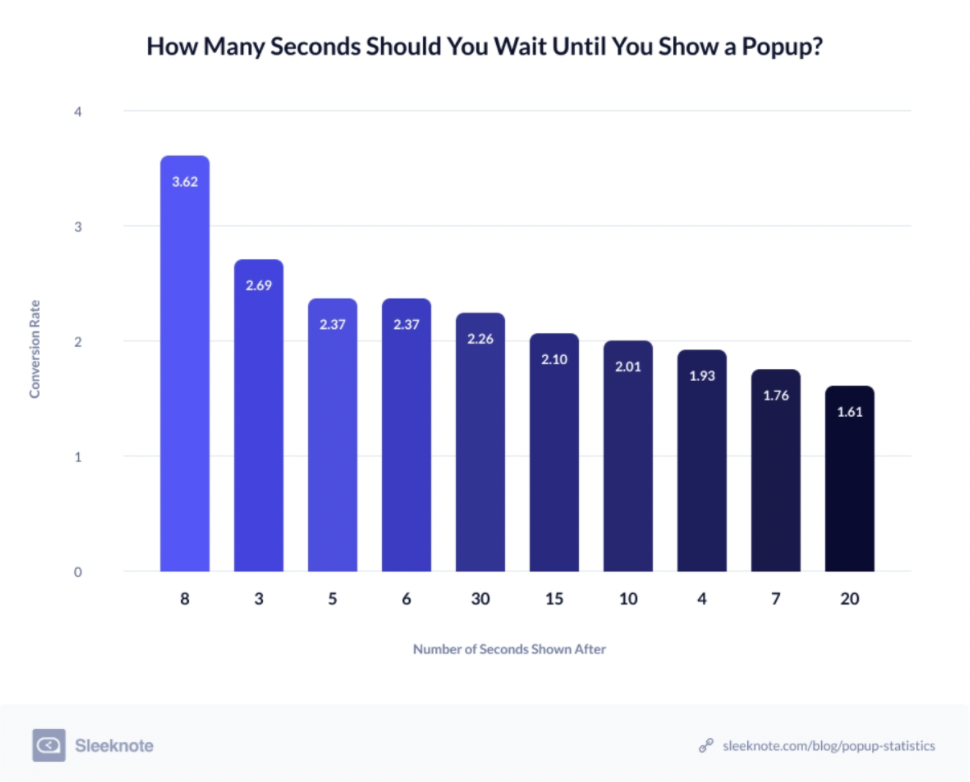 How Many Seconds Should You Wait Until You Show a Popup?
4
3
2
1
0
Conversion Rate
3.62
2.69
2.37
2.37
2.26
2.10
2.01
1.93
1.76
1.61
8 3 5 6 30 15 10 4 7 20
Number of Seconds Shown After
Sleeknote
sleeknote.com/blog/popup-statistics